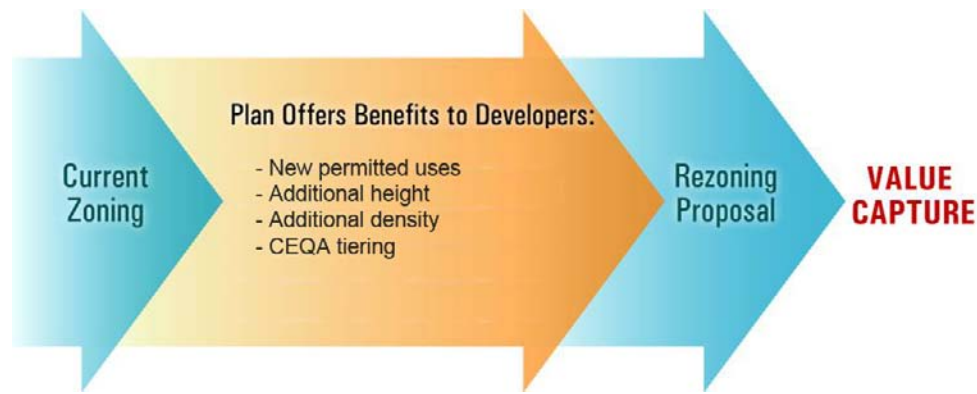 Current
Zoning
Plan Offers Benefits to Developers:
- New permitted uses
- Additional height
- Additional density
- CEQA tiering
Rezoning
Proposal
VALUE
CAPTURE